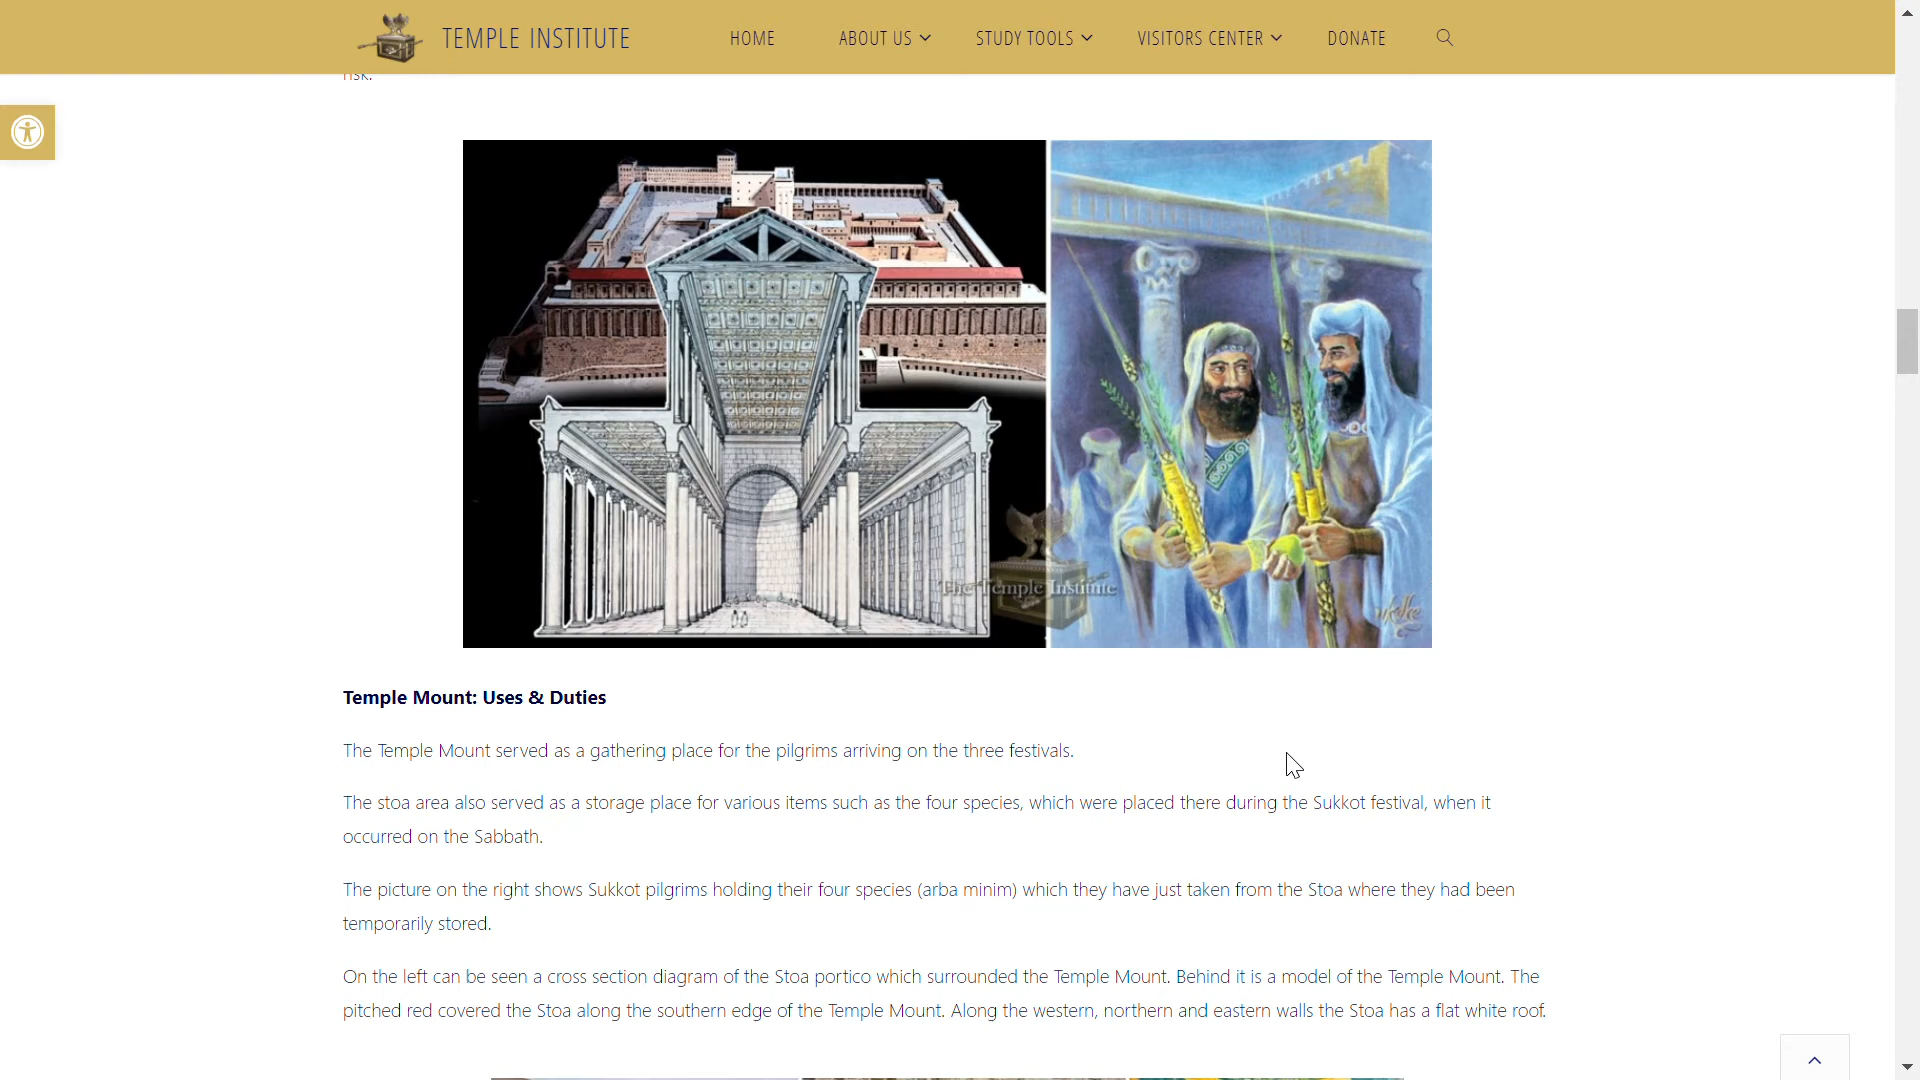 TEMPLE INSTITUTE
HOME
ABOUT US
STUDY TOOLS
VISITORS CENTER
DONATE
risk.
The Temple Institute
Temple Mount: Uses & Duties
The Temple Mount served as a gathering place for the pilgrims arriving on the three festivals.
The stoa area also served as a storage place for various items such as the four species, which were placed there during the Sukkot festival, when it
occurred on the Sabbath.
The picture on the right shows Sukkot pilgrims holding their four species (arba minim) which they have just taken from the Stoa where they had been
temporarily stored.
On the left can be seen a cross section diagram of the Stoa portico which surrounded the Temple Mount. Behind it is a model of the Temple Mount. The
pitched red covered the Stoa along the southern edge of the Temple Mount. Along the western, northern and eastern walls the Stoa has a flat white roof.